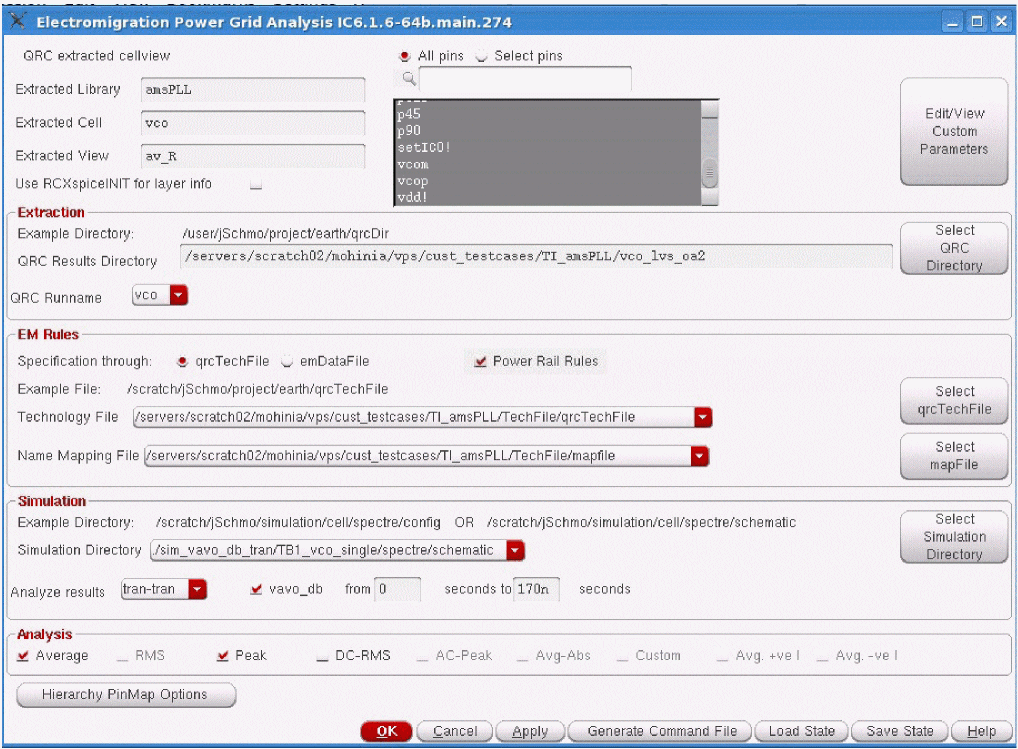 Electromigration Power Grid Analysis IC6.1.6-64b.main.274
QRC extracted cellview
All pins Select pins
Extracted Library amsPLL
Extracted Cell vco
Extracted View av_R
Use RCXspiceINIT for layer info
p45
p90
setICO!
vcom
vcop
vdd!
Edit/View
Custom
Parameters
Extraction
Example Directory: /user/jSchmo/project/earth/qrcDir
QRC Results Directory /servers/scratch02/mohinia/vps/cust_testcases/TI_amsPLL/vco_lvs_oa2
Select
QRC
Directory
QRC Runname vco
EM Rules
Specification through: qrcTechFile emDataFile Power Rail Rules
Example File: /scratch/jSchmo/project/earth/qrcTechFile
Technology File /servers/scratch02/mohinia/vps/cust_testcases/TI_amsPLL/TechFile/qrcTechFile
Select
qrcTechFile
Name Mapping File /servers/scratch02/mohinia/vps/cust_testcases/TI_amsPLL/TechFile/mapfile
Select
mapFile
Simulation
Example Directory: /scratch/jSchmo/simulation/cell/spectre/config OR /scratch/jSchmo/simulation/cell/spectre/schematic
Simulation Directory /sim_vavo_db_tran/TB1_vco_single/spectre/schematic
Select
Simulation
Directory
Analyze results tran-tran vavo_db from 0 seconds to 170n seconds
Analysis
Average RMS Peak DC-RMS AC-Peak Avg-Abs Custom Avg. +ve I Avg. -ve I
Hierarchy PinMap Options
OK Cancel Apply Generate Command File Load State Save State Help